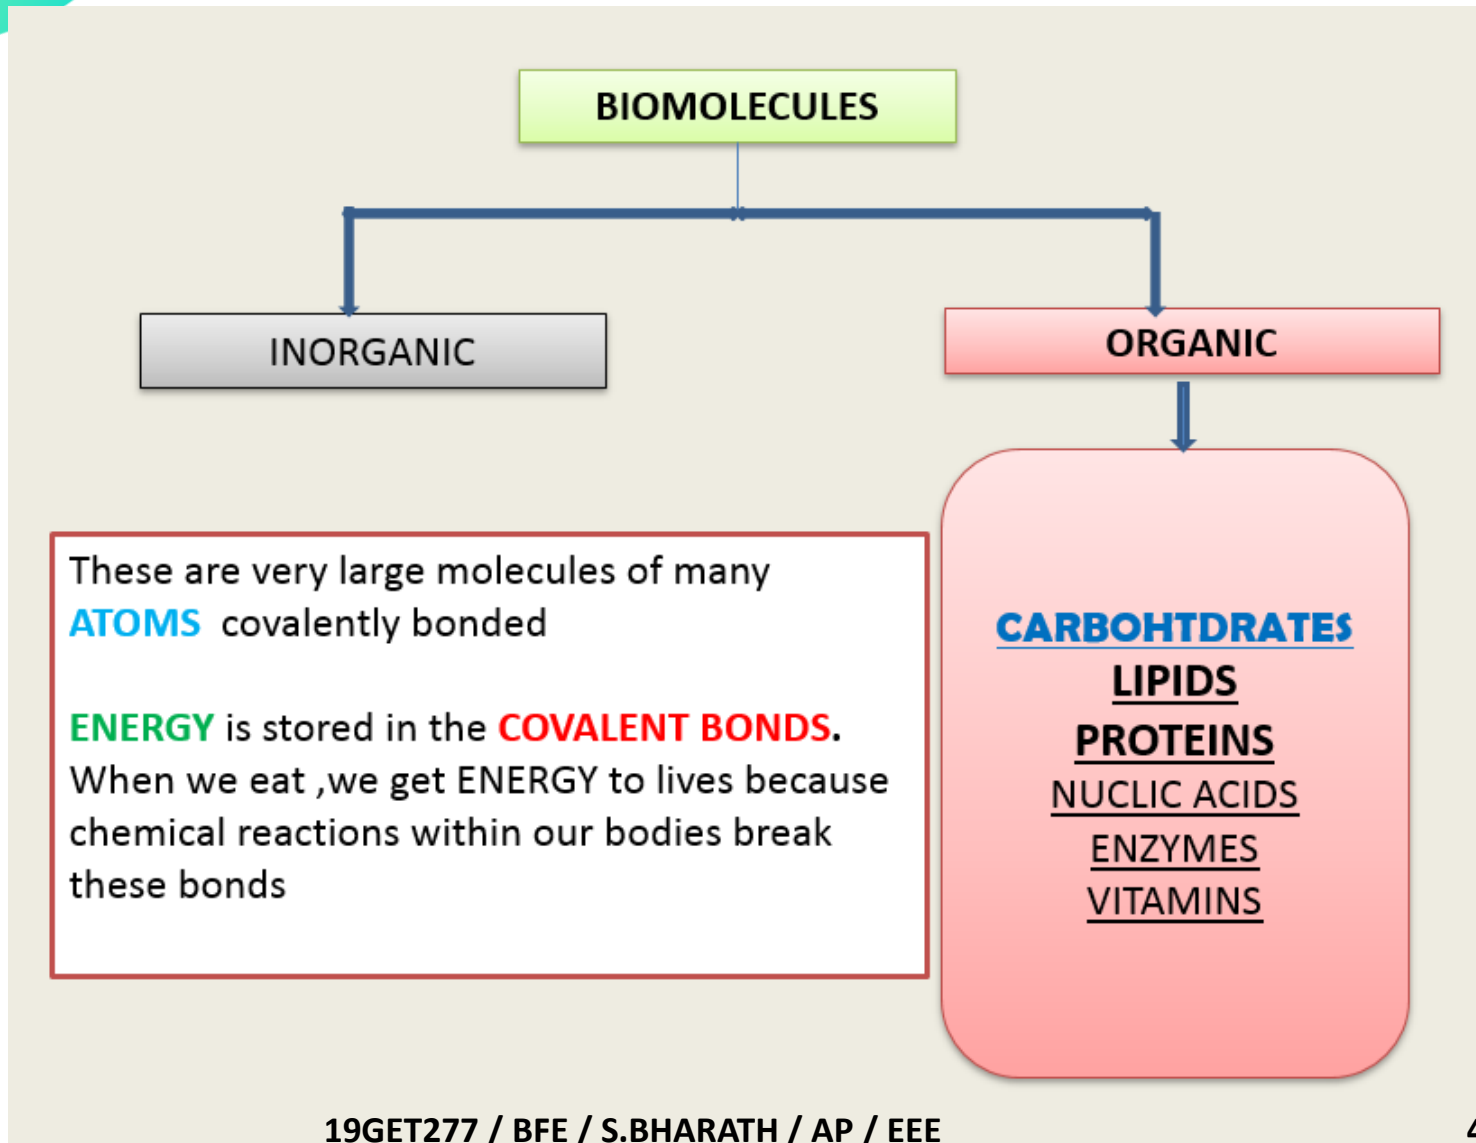 BIOMOLECULES
INORGANIC
ORGANIC
These are very large molecules of many
ATOMS covalently bonded
ENERGY is stored in the COVALENT BONDS.
When we eat ,we get ENERGY to lives because
chemical reactions within our bodies break
these bonds
CARBOHTDRATES
LIPIDS
PROTEINS
NUCLIC ACIDS
ENZYMES
VITAMINS
19GET277 / BFE / S.BHARATH / AP / EEE